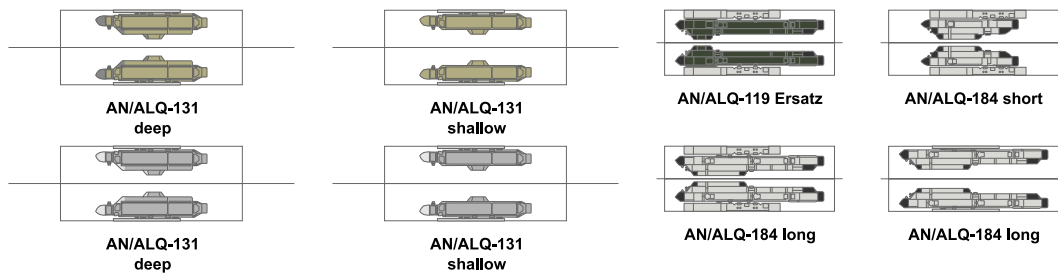 AN/ALQ-131
deep
AN/ALQ-131
shallow
AN/ALQ-119 Ersatz
AN/ALQ-184 short
AN/ALQ-131
deep
AN/ALQ-131
shallow
AN/ALQ-184 long
AN/ALQ-184 long